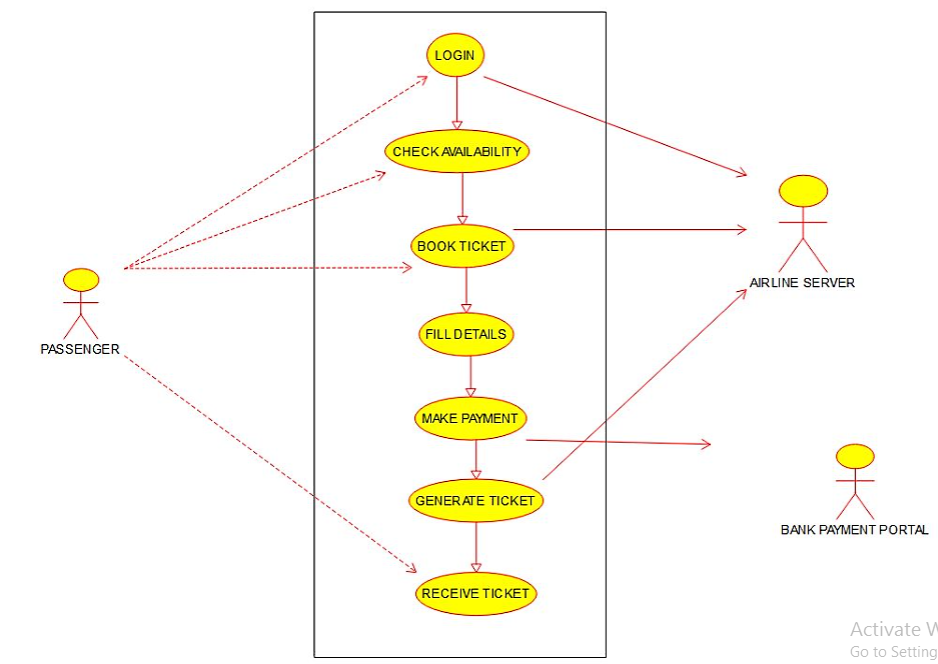 LOGIN
CHECK AVAILABILITY
BOOK TICKET
AIRLINE SERVER
FILL DETAILS
PASSENGER
MAKE PAYMENT
GENERATE TICKET
BANK PAYMENT PORTAL
RECEIVE TICKET
Activate W
Go to Setting